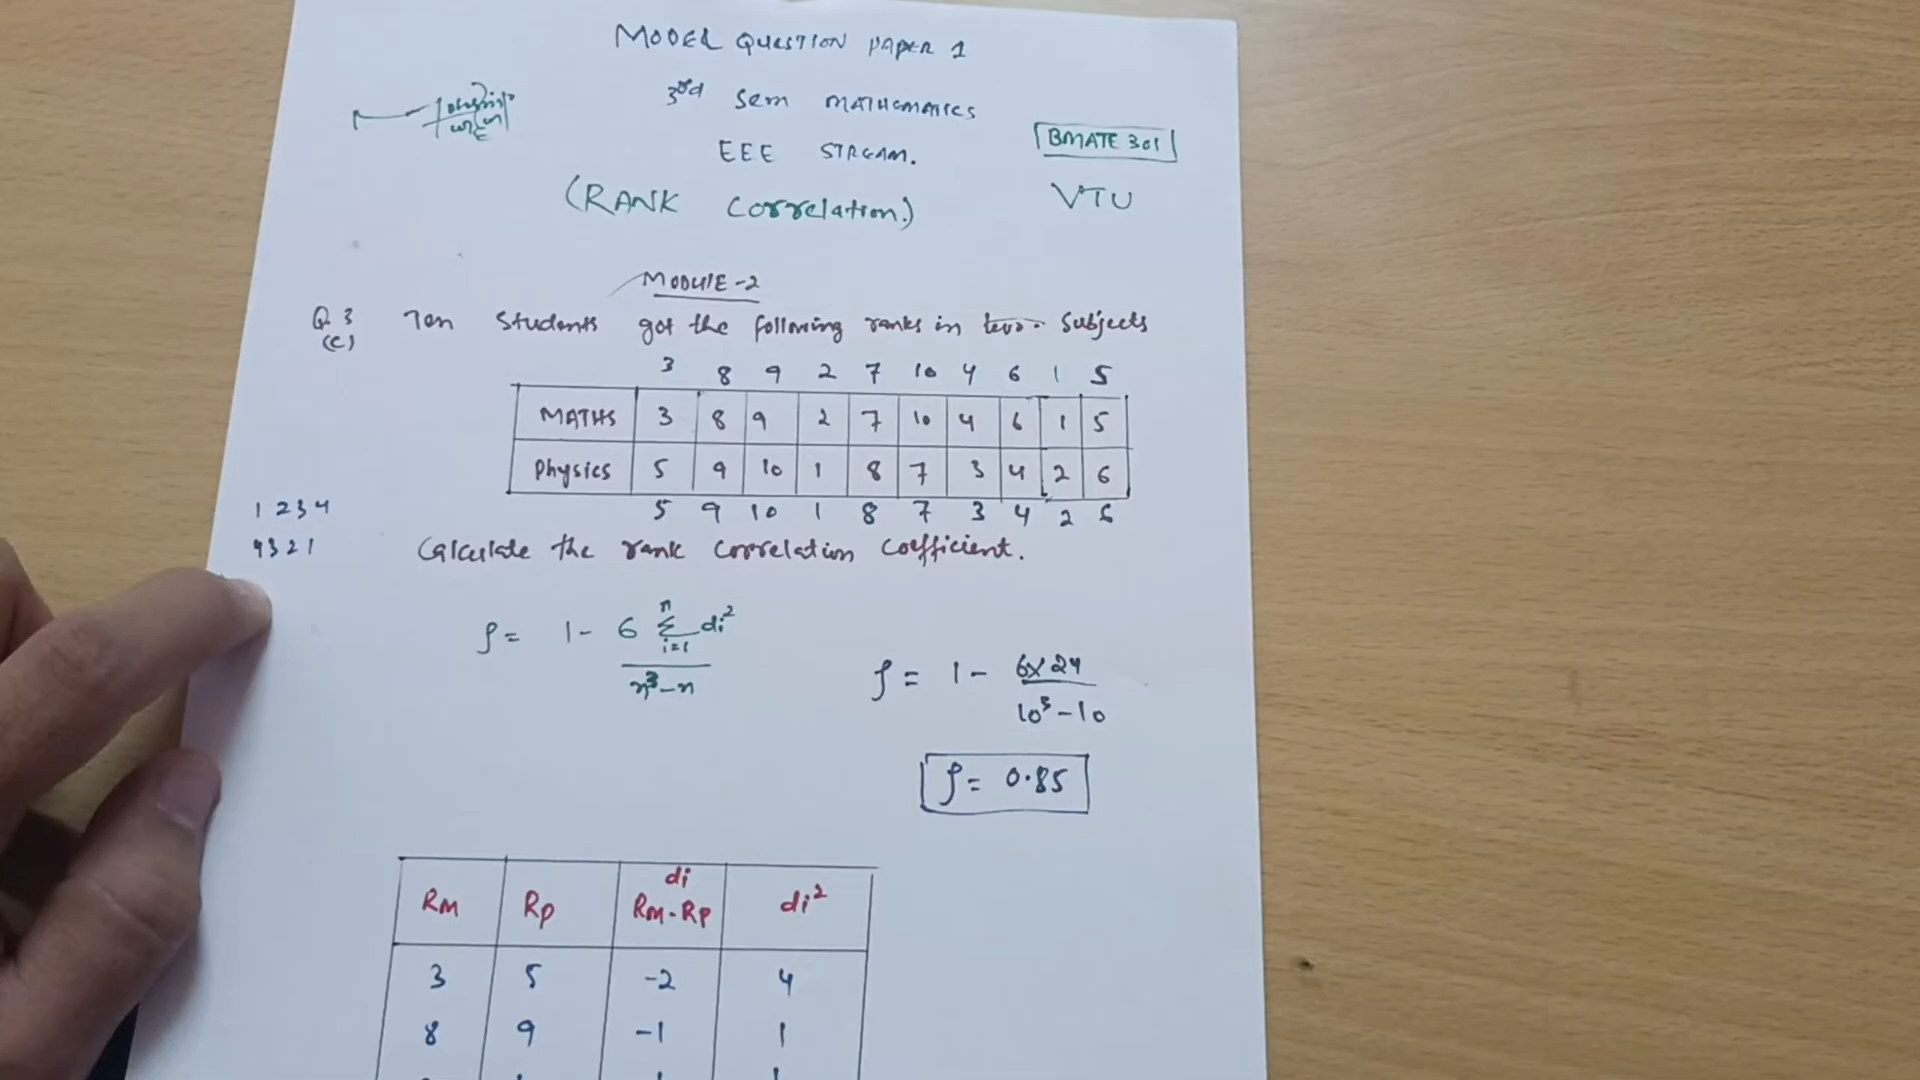 MODEL QUESTION PAPER 1
3rd Sem MATHEMATICS
EEE STREAM.
BMATE 301
(RANK Correlation.)
VTU
MODULE-2
Q 3 Ten Students got the following ranks in two. Subjects
(c)
3 8 9 2 7 10 4 6 1 5
MATHS 3 8 9 2 7 10 4 6 1 5
Physics 5 9 10 1 8 7 3 4 2 6
5 9 10 1 8 7 3 4 2 6
1 2 3 4
4 3 2 1
Calculate the rank correlation coefficient.
ρ = 1 - 6 Σ(i=1 to n) di² / n³-n
ρ = 1 - 6x24 / 10³-10
ρ = 0.85
Rm Rp di Rm-Rp di²
3 5 -2 4
8 9 -1 1